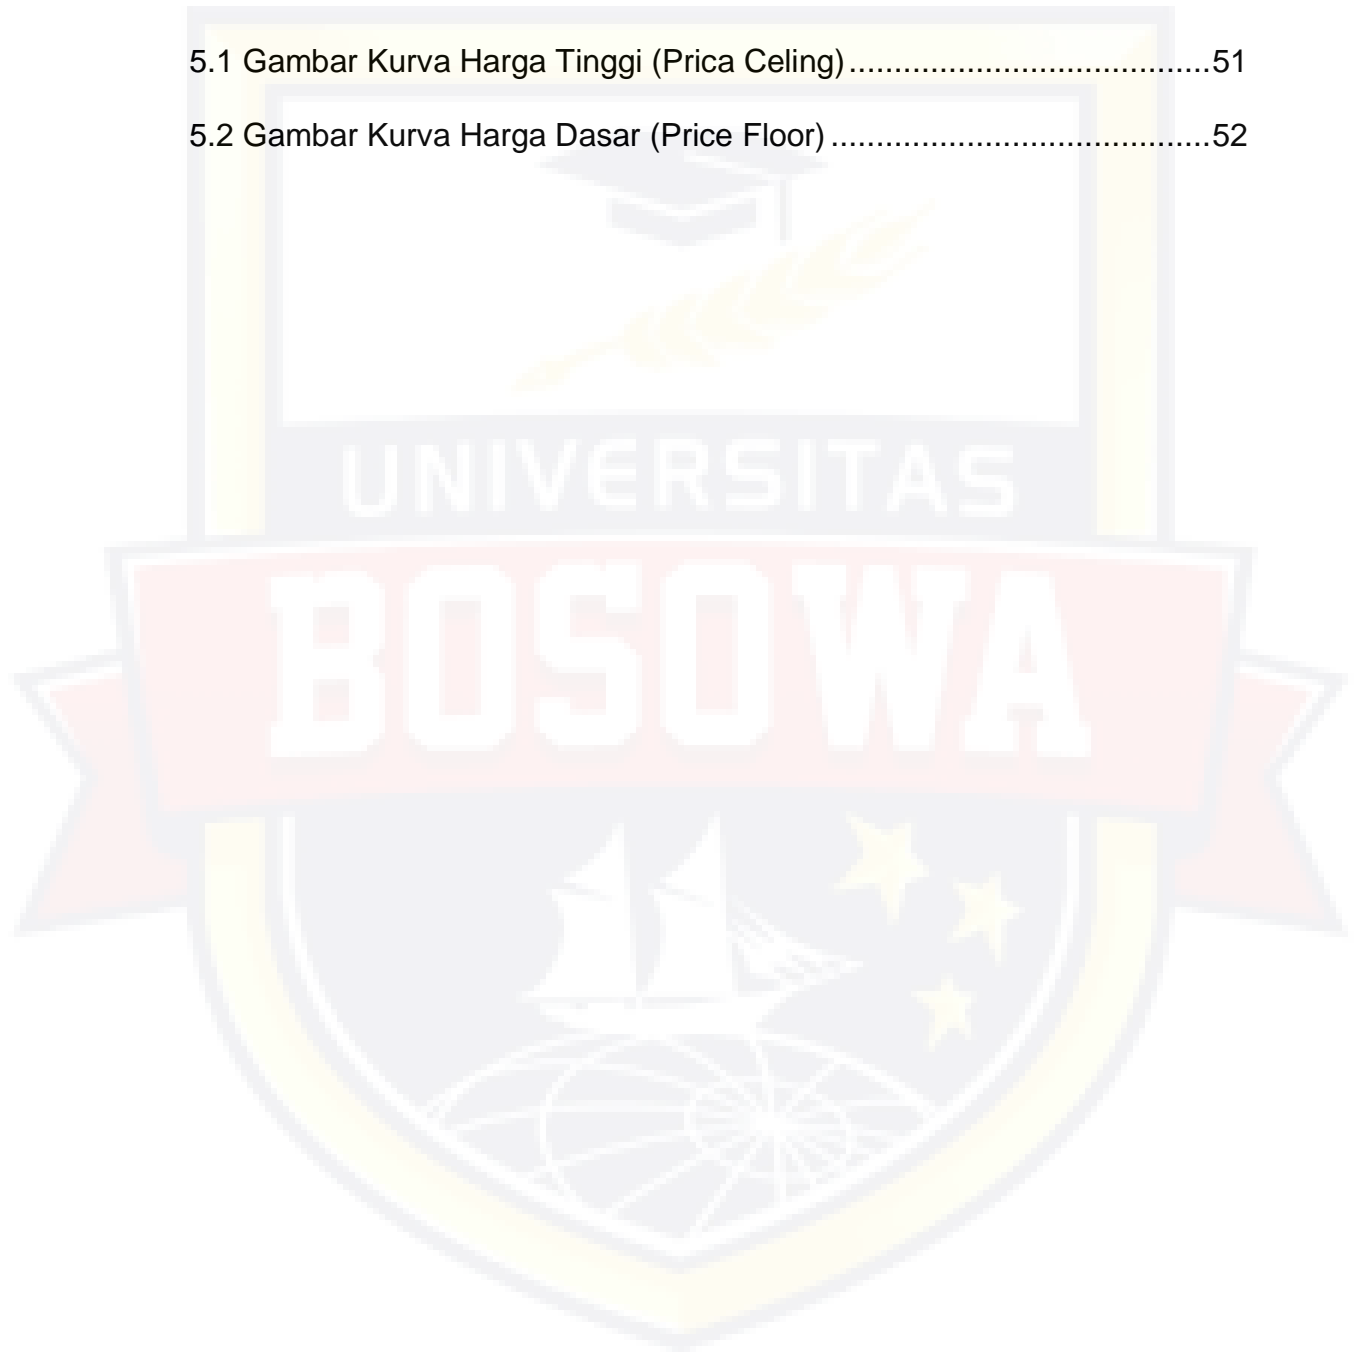 5.1 Gambar Kurva Harga Tinggi (Prica Celing)........................................51
5.2 Gambar Kurva Harga Dasar (Price Floor) ..........................................52
UNIVERSITAS
BOSOWA